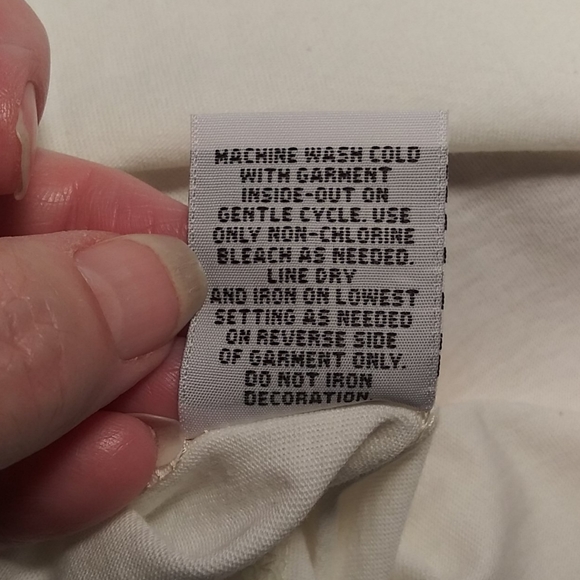 MACHINE WASH COLD
WITH GARMENT
INSIDE-OUT ON
GENTLE CYCLE. USE
ONLY NON-CHLORINE
BLEACH AS NEEDED.
LINE DRY
AND IRON ON LOWEST
SETTING AS NEEDED
ON REVERSE SIDE
OF GARMENT ONLY.
DO NOT IRON
DECORATION.